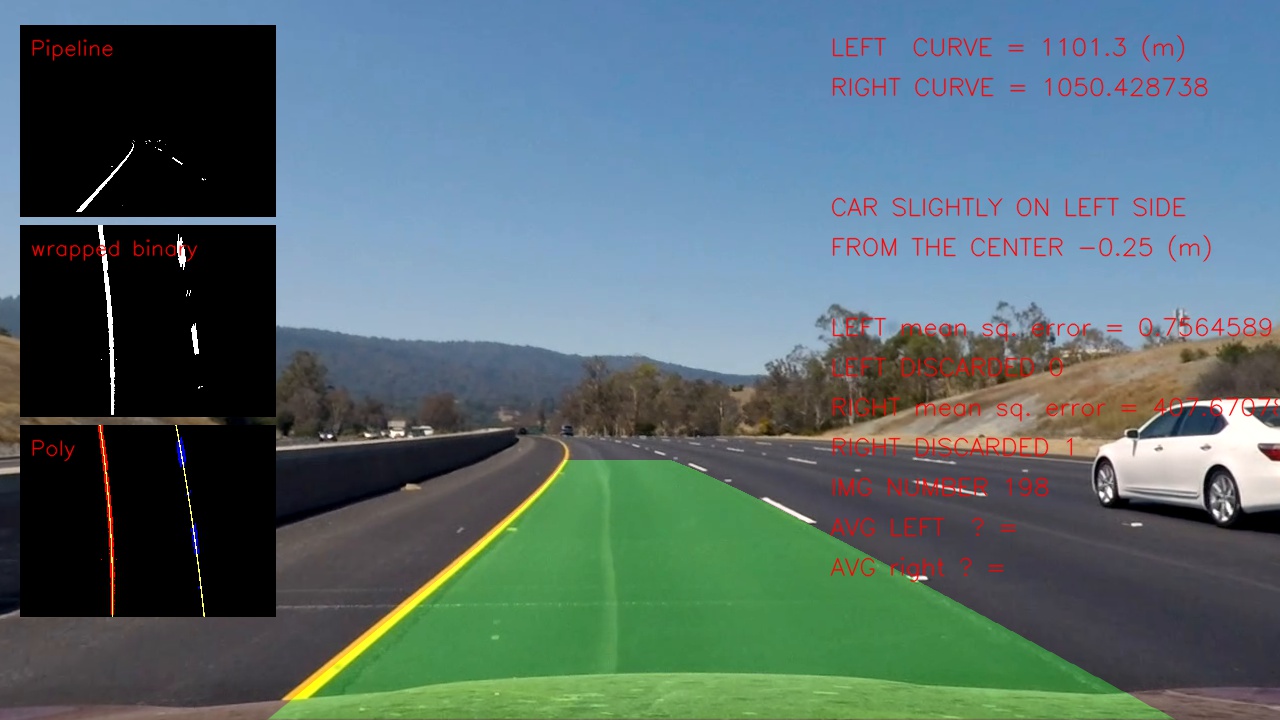 Pipeline
wrapped binary
Poly
LEFT CURVE = 1101.3 (m)
RIGHT CURVE = 1050.428738
CAR SLIGHTLY ON LEFT SIDE
FROM THE CENTER -0.25 (m)
LEFT mean sq. error = 0.7564589
LEFT DISCARDED 0
RIGHT mean sq. error = 407.67079
RIGHT DISCARDED 1
IMG NUMBER 198
AVG LEFT ? =
AVG right ? =